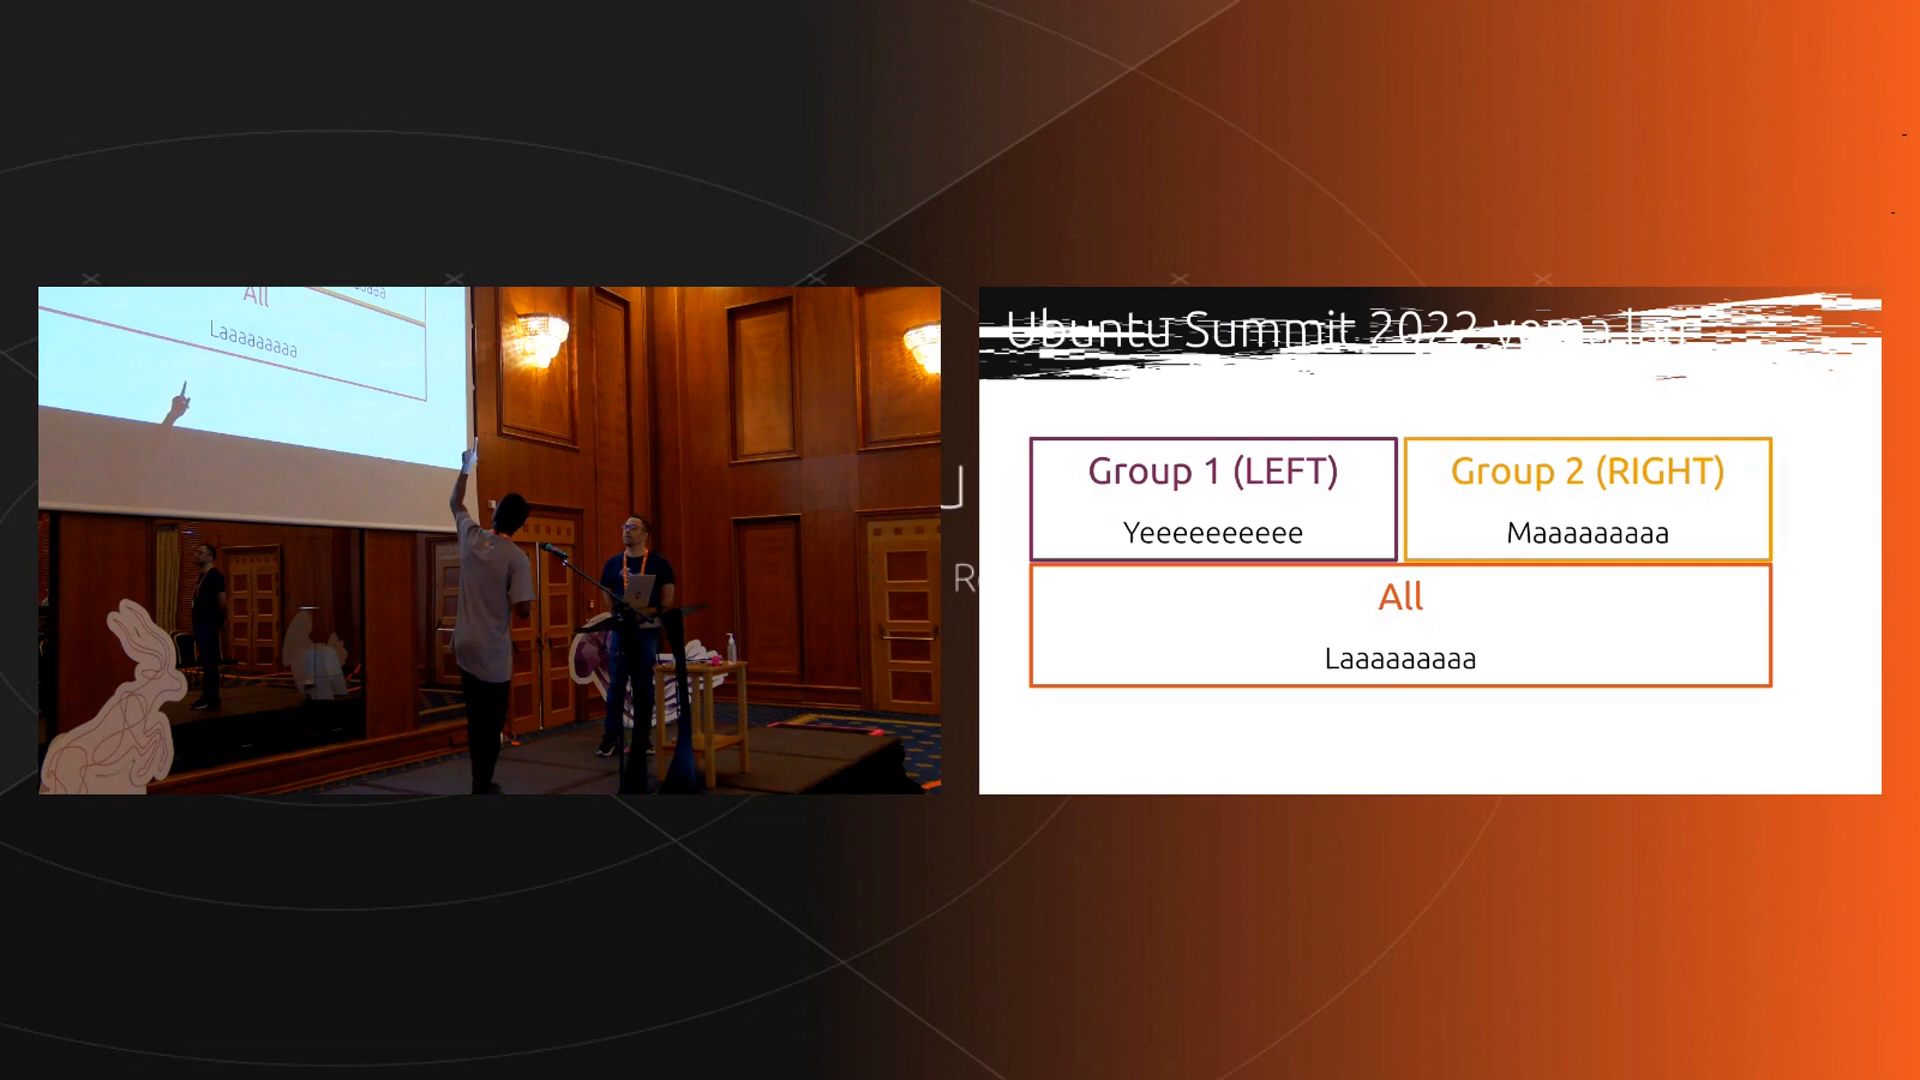 All
Laaaaaaaaa
Ubuntu Summit 2022
Group 1 (LEFT)
Yeeeeeeeeee
Group 2 (RIGHT)
Maaaaaaaaa
All
Laaaaaaaaa